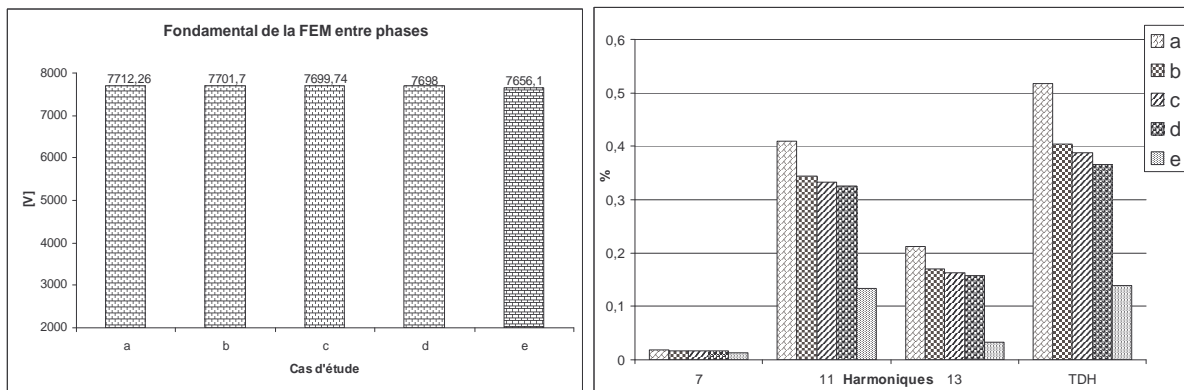 Fondamental de la FEM entre phases
7712,26 7701,7 7699,74 7698 7656,1
8000
7000
6000
5000
4000
3000
2000
[V]
a b c d e
Cas d'étude
0,6
0,5
0,4
0,3
0,2
0,1
0
%
7 11 Harmoniques 13 TDH
a
b
c
d
e